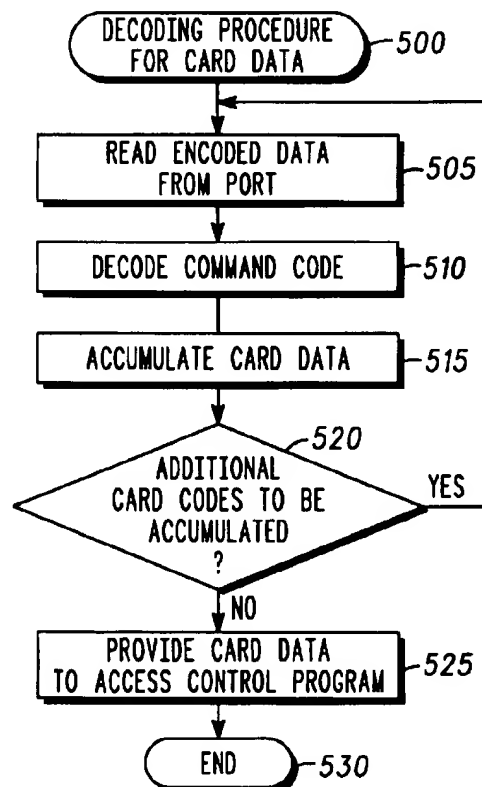 DECODING PROCEDURE
FOR CARD DATA
500
READ ENCODED DATA
FROM PORT
505
DECODE COMMAND CODE
510
ACCUMULATE CARD DATA
515
520
ADDITIONAL
CARD CODES TO BE
ACCUMULATED
?
YES
NO
PROVIDE CARD DATA
TO ACCESS CONTROL PROGRAM
525
END
530